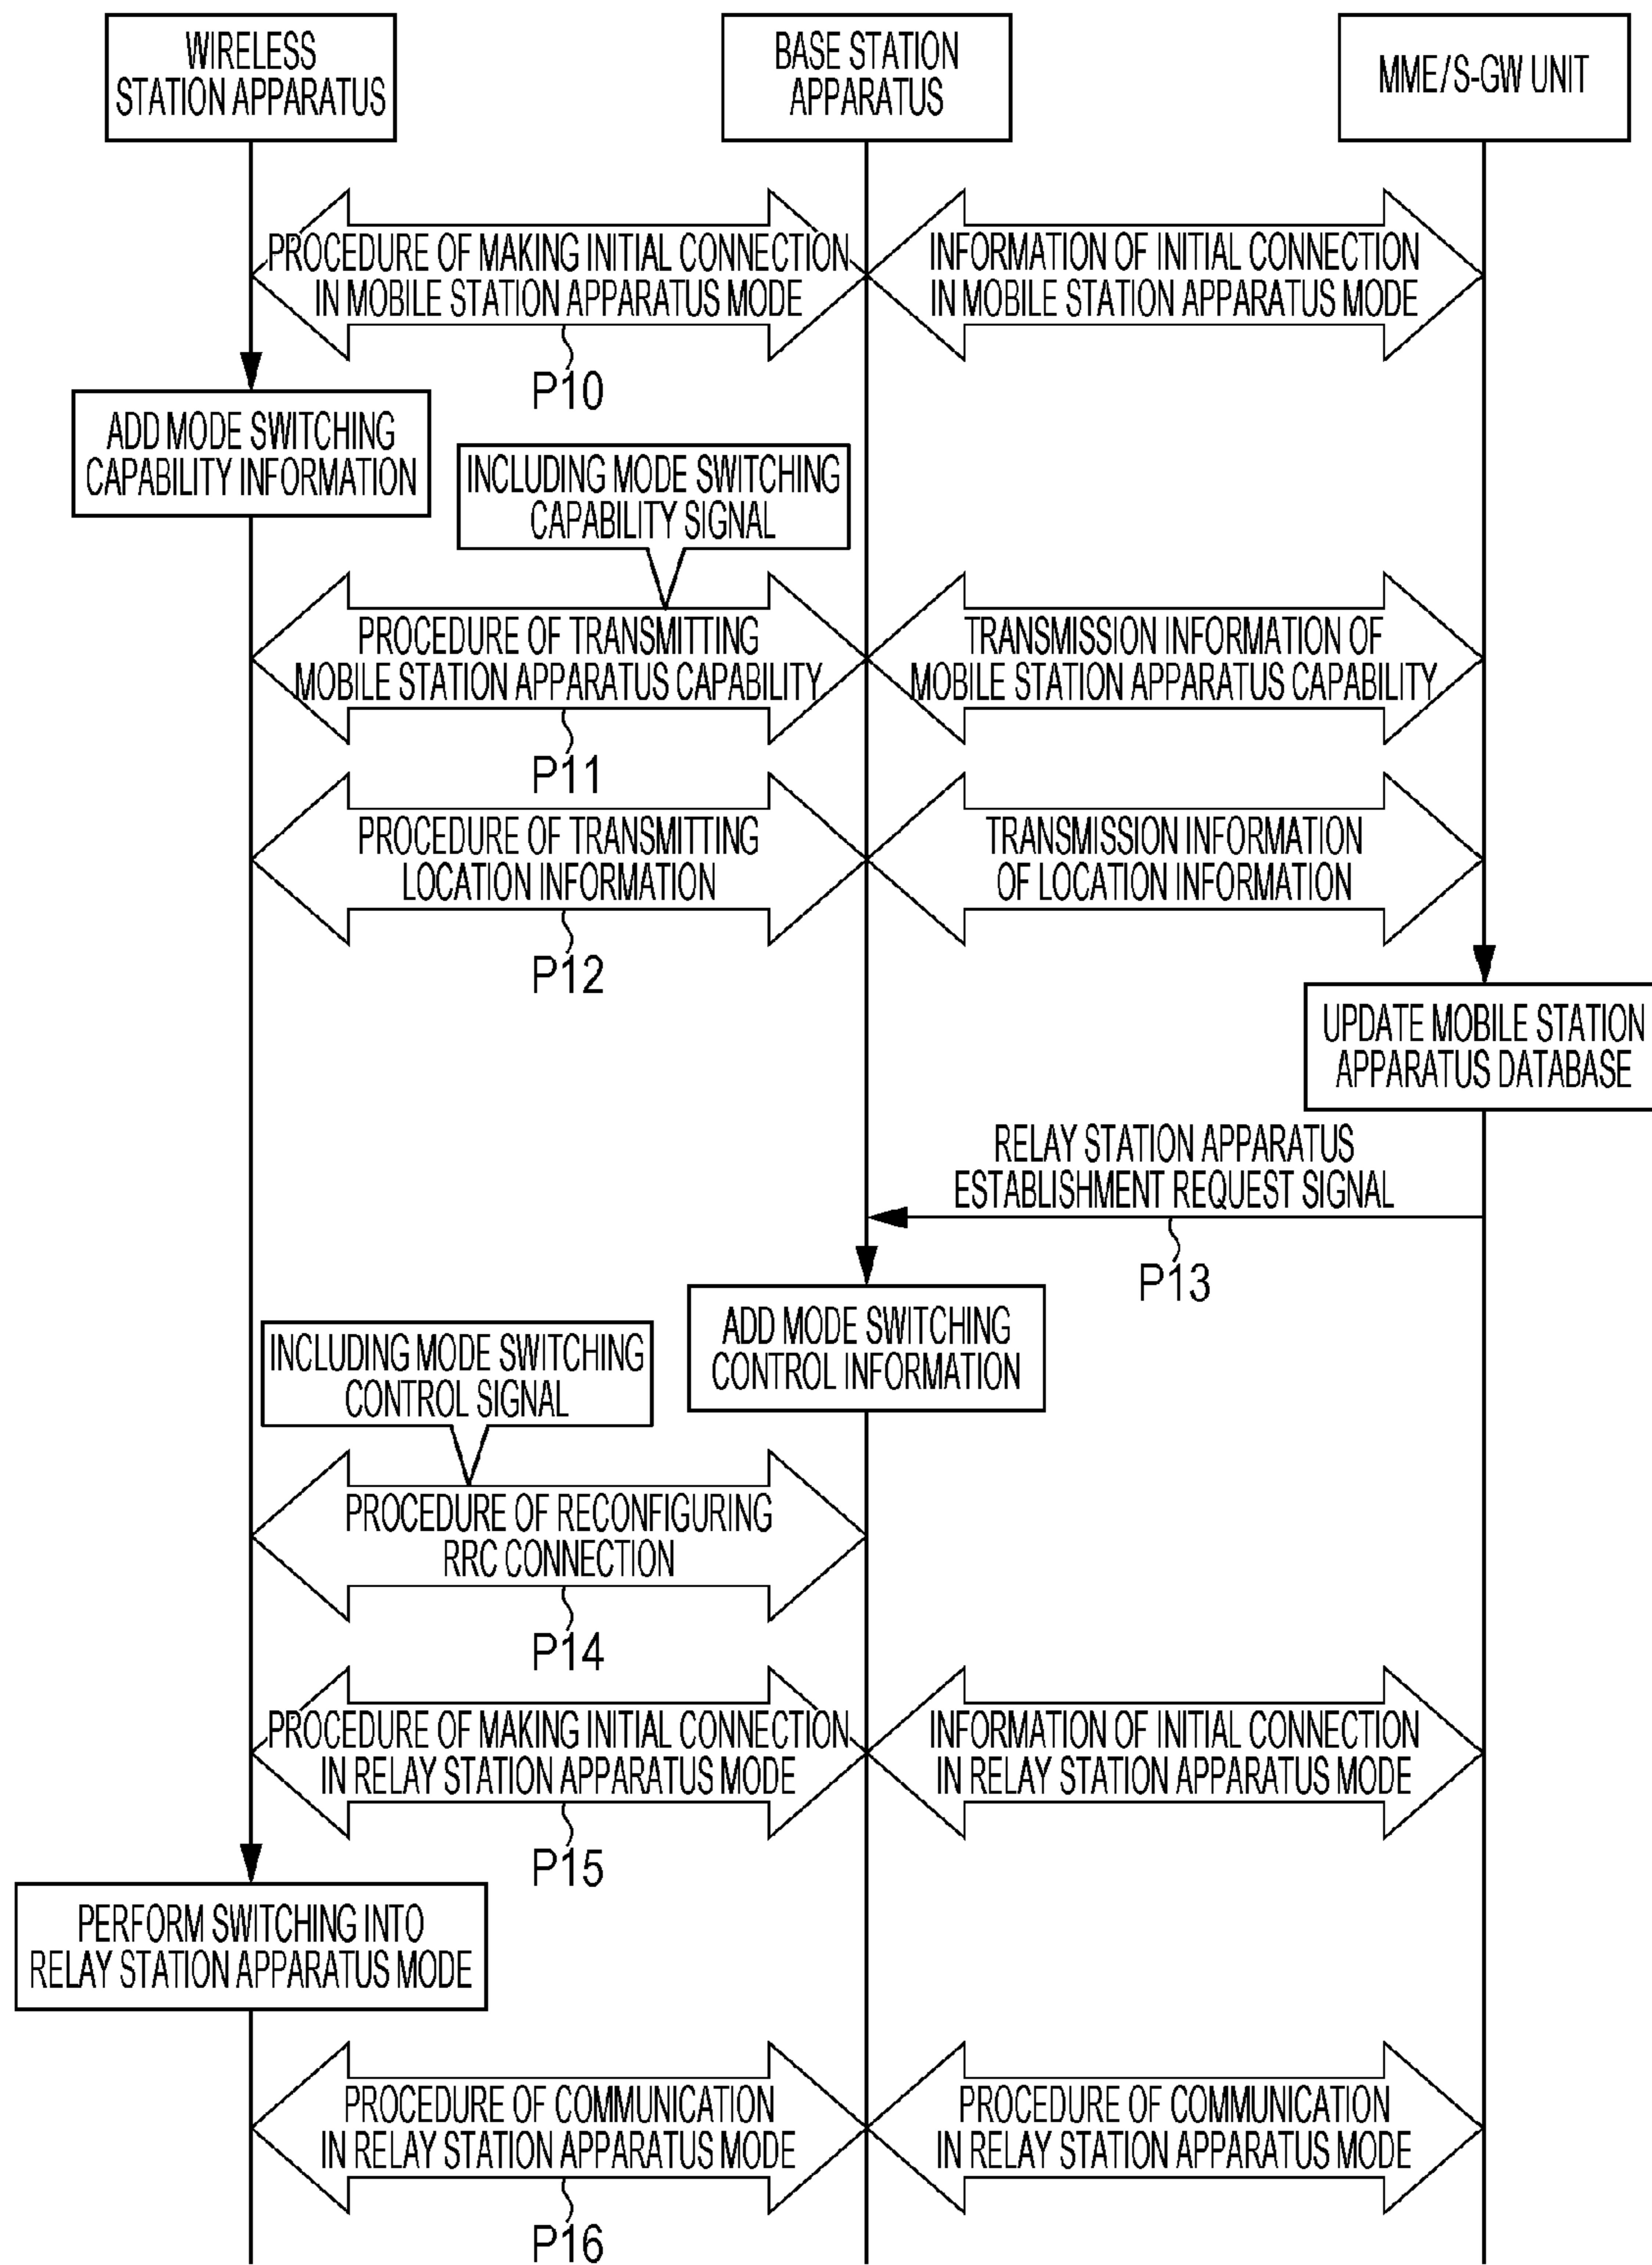 WIRELESS
STATION APPARATUS
BASE STATION
APPARATUS
MME/S-GW UNIT
PROCEDURE OF MAKING INITIAL CONNECTION
IN MOBILE STATION APPARATUS MODE
INFORMATION OF INITIAL CONNECTION
IN MOBILE STATION APPARATUS MODE
P10
ADD MODE SWITCHING
CAPABILITY INFORMATION
INCLUDING MODE SWITCHING
CAPABILITY SIGNAL
PROCEDURE OF TRANSMITTING
MOBILE STATION APPARATUS CAPABILITY
TRANSMISSION INFORMATION OF
MOBILE STATION APPARATUS CAPABILITY
P11
PROCEDURE OF TRANSMITTING
LOCATION INFORMATION
TRANSMISSION INFORMATION
OF LOCATION INFORMATION
P12
UPDATE MOBILE STATION
APPARATUS DATABASE
RELAY STATION APPARATUS
ESTABLISHMENT REQUEST SIGNAL
P13
ADD MODE SWITCHING
CONTROL INFORMATION
INCLUDING MODE SWITCHING
CONTROL SIGNAL
PROCEDURE OF RECONFIGURING
RRC CONNECTION
P14
PROCEDURE OF MAKING INITIAL CONNECTION
IN RELAY STATION APPARATUS MODE
INFORMATION OF INITIAL CONNECTION
IN RELAY STATION APPARATUS MODE
P15
PERFORM SWITCHING INTO
RELAY STATION APPARATUS MODE
PROCEDURE OF COMMUNICATION
IN RELAY STATION APPARATUS MODE
PROCEDURE OF COMMUNICATION
IN RELAY STATION APPARATUS MODE
P16